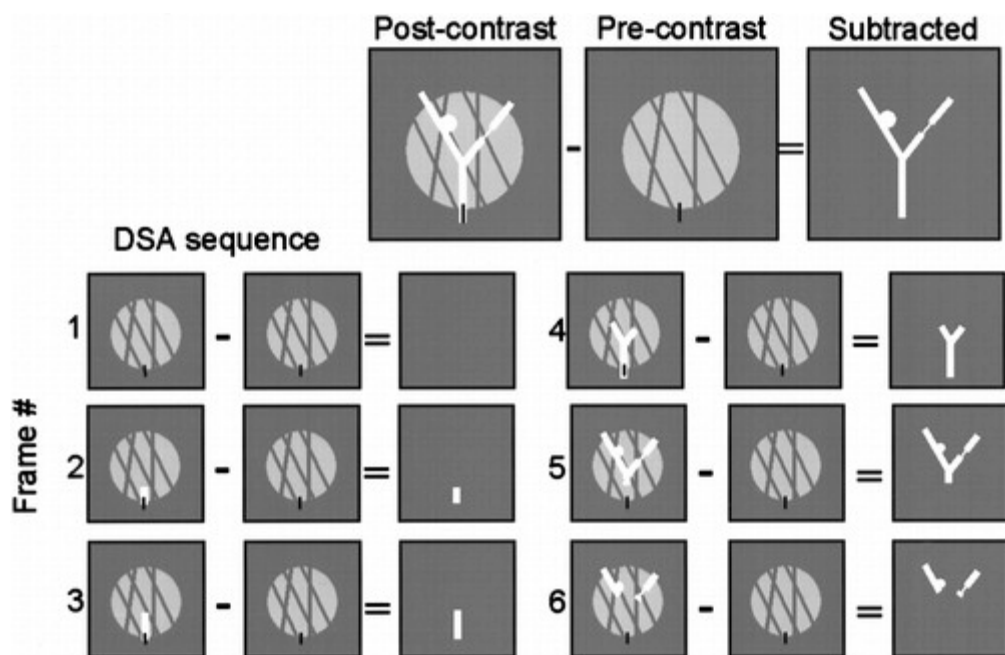 Post-contrast Pre-contrast Subtracted
- =
DSA sequence
Frame #
1 - = 4 - =
2 - = 5 - =
3 - = 6 - =